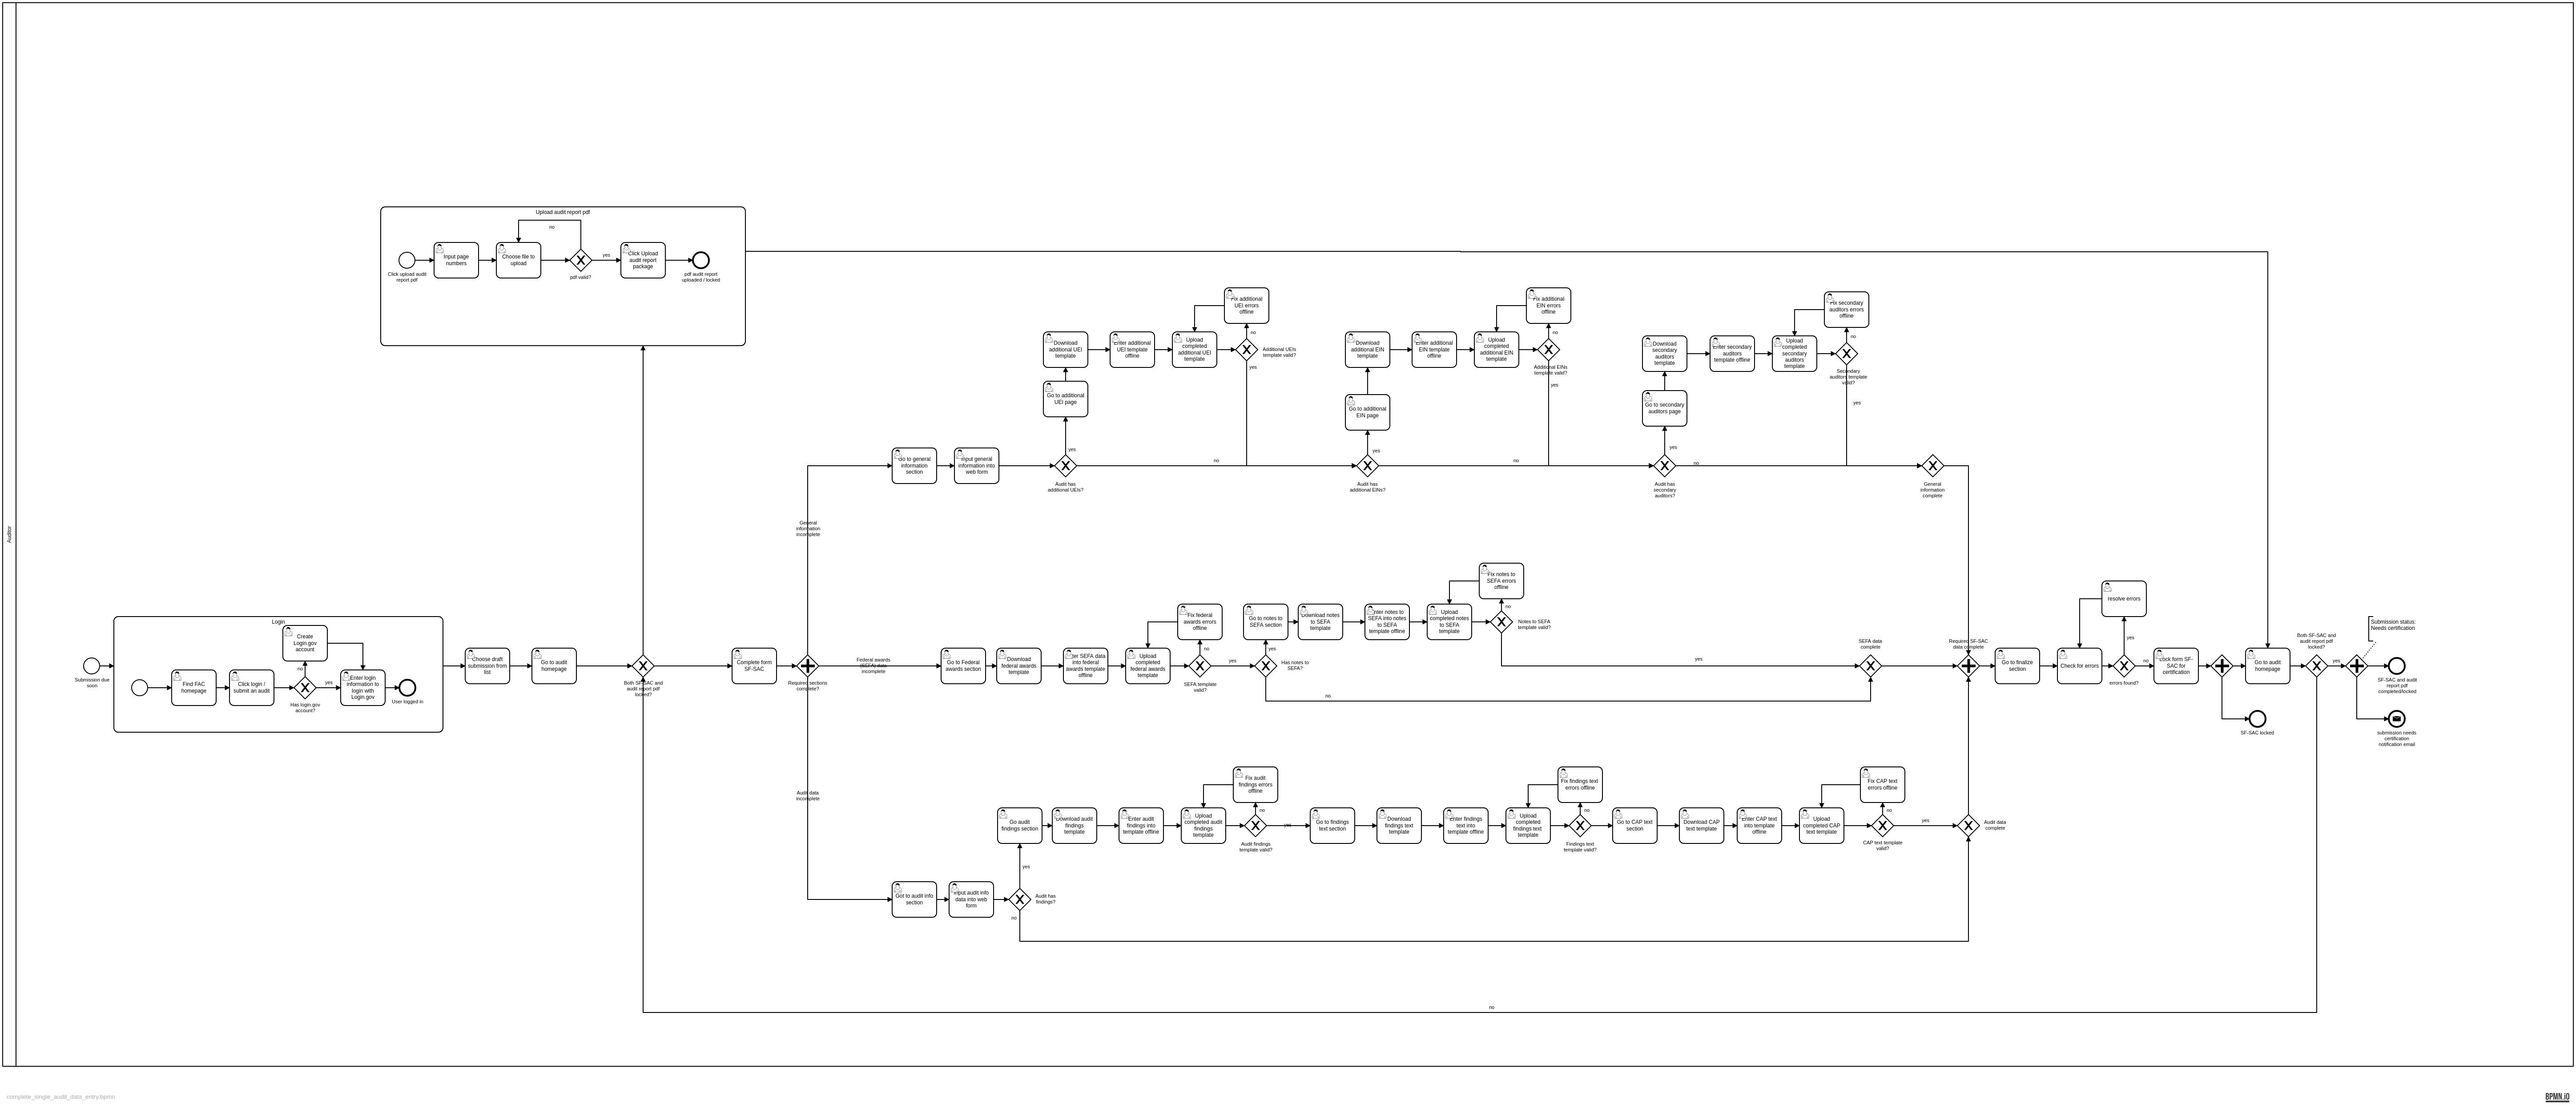 Auditor
Upload audit report pdf
no
Click upload audit
report pdf
Input page
numbers
Choose file to
upload
pdf valid?
yes
Click Upload
audit report
package
pdf audit report
uploaded / locked
Submission due
soon
Login
Find FAC
homepage
Click login /
submit an audit
Create
Login.gov
account
no
Has login.gov
account?
yes
Enter login
information to
login with
Login.gov
User logged in
Choose draft
submission from
list
Go to audit
homepage
Both SF-SAC and
audit report pdf
locked?
Complete form
SF-SAC
Required sections
complete?
General
information
incomplete
Federal awards
(SEFA) data
incomplete
Audit data
incomplete
Go to general
information
section
Input general
information into
web form
Audit has
additional UEIs?
yes
no
Go to additional
UEI page
Download
additional UEI
template
Enter additional
UEI template
offline
Upload
completed
additional UEI
template
Fix additional
UEI errors
offline
no
Additional UEIs
template valid?
yes
Audit has
additional EINs?
yes
no
Go to additional
EIN page
Download
additional EIN
template
Enter additional
EIN template
offline
Upload
completed
additional EIN
template
Fix additional
EIN errors
offline
no
Additional EINs
template valid?
yes
Audit has
secondary
auditors?
yes
no
Go to secondary
auditors page
Download
secondary
auditors
template
Enter secondary
auditors
template offline
Upload
completed
secondary
auditors
template
Fix secondary
auditors errors
offline
no
Secondary
auditors template
valid?
yes
General
information
complete
Go to Federal
awards section
Download
federal awards
template
Enter SEFA data
into federal
awards template
offline
Upload
completed
federal awards
template
Fix federal
awards errors
offline
no
SEFA template
valid?
yes
Has notes to
SEFA?
yes
no
Go to notes to
SEFA section
Download notes
to SEFA
template
Enter notes to
SEFA into notes
to SEFA
template offline
Upload
completed notes
to SEFA
template
Fix notes to
SEFA errors
offline
no
Notes to SEFA
template valid?
yes
SEFA data
complete
Got to audit info
section
Input audit info
data into web
form
Audit has
findings?
yes
no
Go audit
findings section
Download audit
findings
template
Enter audit
findings into
template offline
Upload
completed audit
findings
template
Fix audit
findings errors
offline
no
Audit findings
template valid?
yes
Go to findings
text section
Download
findings text
template
Enter findings
text into
template offline
Upload
completed
findings text
template
Fix findings text
errors offline
no
Findings text
template valid?
Go to CAP text
section
Download CAP
text template
Enter CAP text
into template
offline
Upload
completed CAP
text template
Fix CAP text
errors offline
no
CAP text template
valid?
yes
Audit data
complete
Required SF-SAC
data complete
Go to finalize
section
Check for errors
resolve errors
yes
errors found?
no
Lock form SF-
SAC for
certification
SF-SAC locked
Go to audit
homepage
Both SF-SAC and
audit report pdf
locked?
yes
no
Submission status:
Needs certification
SF-SAC and audit
report pdf
completed/locked
submission needs
certification
notification email
complete_single_audit_data_entry.bpmn
BPMN.iO